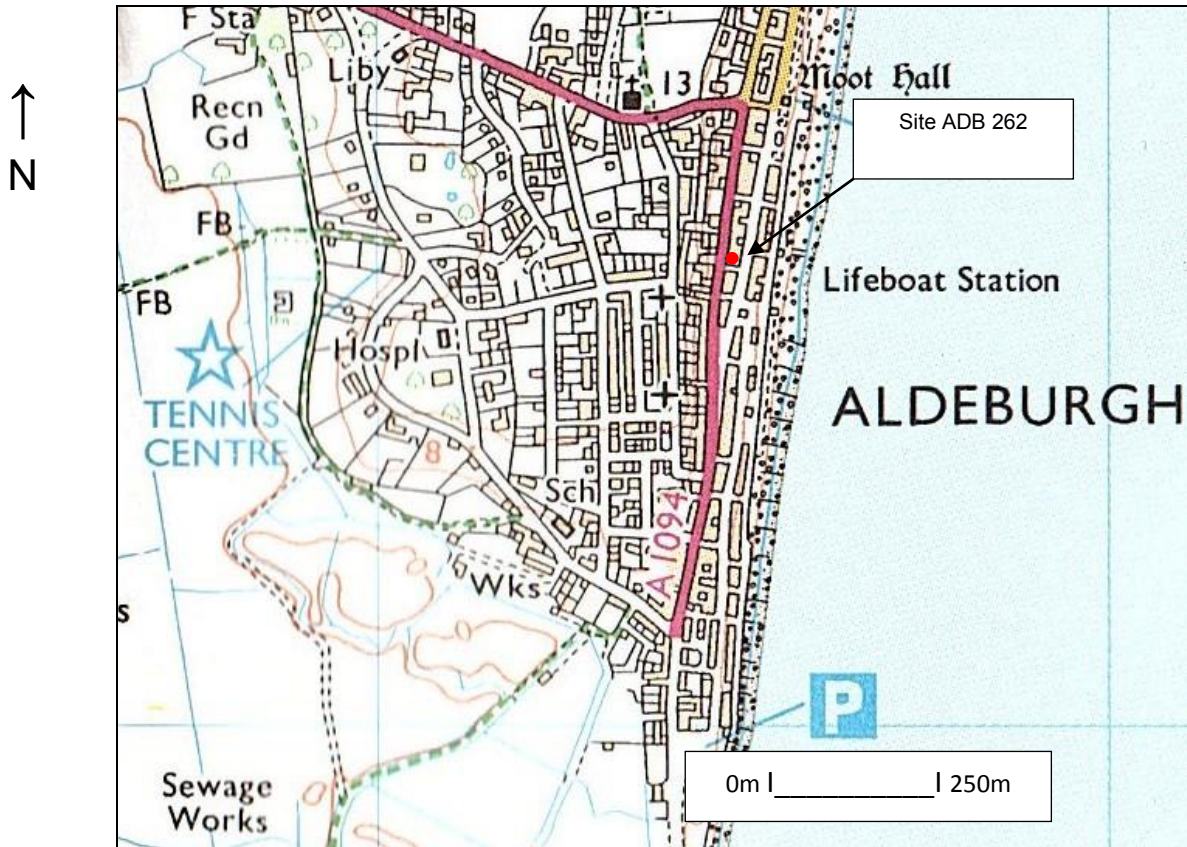 F Sta
Liby
13
Moot Hall
Recn
Gd
Site ADB 262
↑
N
FB
FB
Lifeboat Station
Hospl
TENNIS
CENTRE
ALDEBURGH
8
Sch
A 1094
Wks
s
P
Sewage
Works
0m I___________I 250m